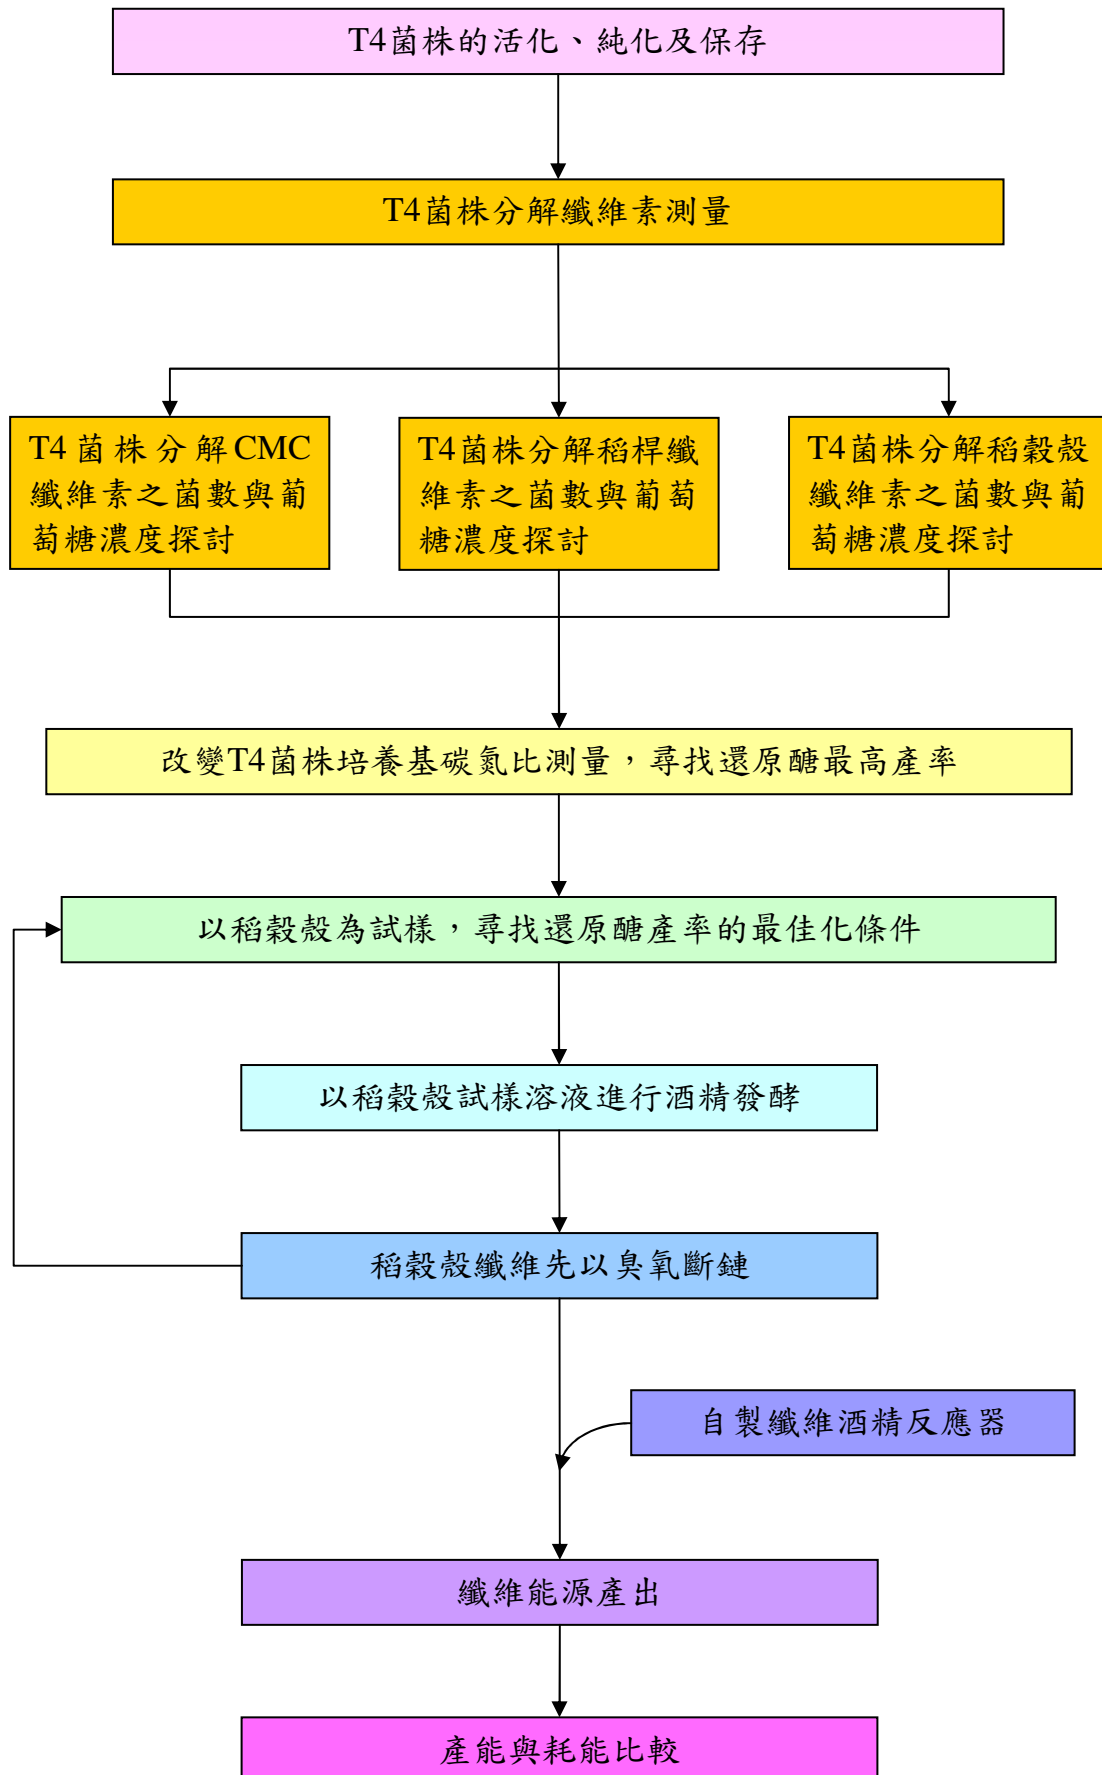 T4菌株的活化、純化及保存
T4菌株分解纖維素測量
T4菌株分解CMC
纖維素之菌數與葡
萄糖濃度探討
T4菌株分解稻桿纖
維素之菌數與葡萄
糖濃度探討
T4菌株分解稻穀殼
纖維素之菌數與葡
萄糖濃度探討
改變T4菌株培養基碳氮比測量，尋找還原醣最高產率
以稻穀殼為試樣，尋找還原醣產率的最佳化條件
以稻穀殼試樣溶液進行酒精發酵
稻穀殼纖維先以臭氧斷鏈
自製纖維酒精反應器
纖維能源產出
產能與耗能比較